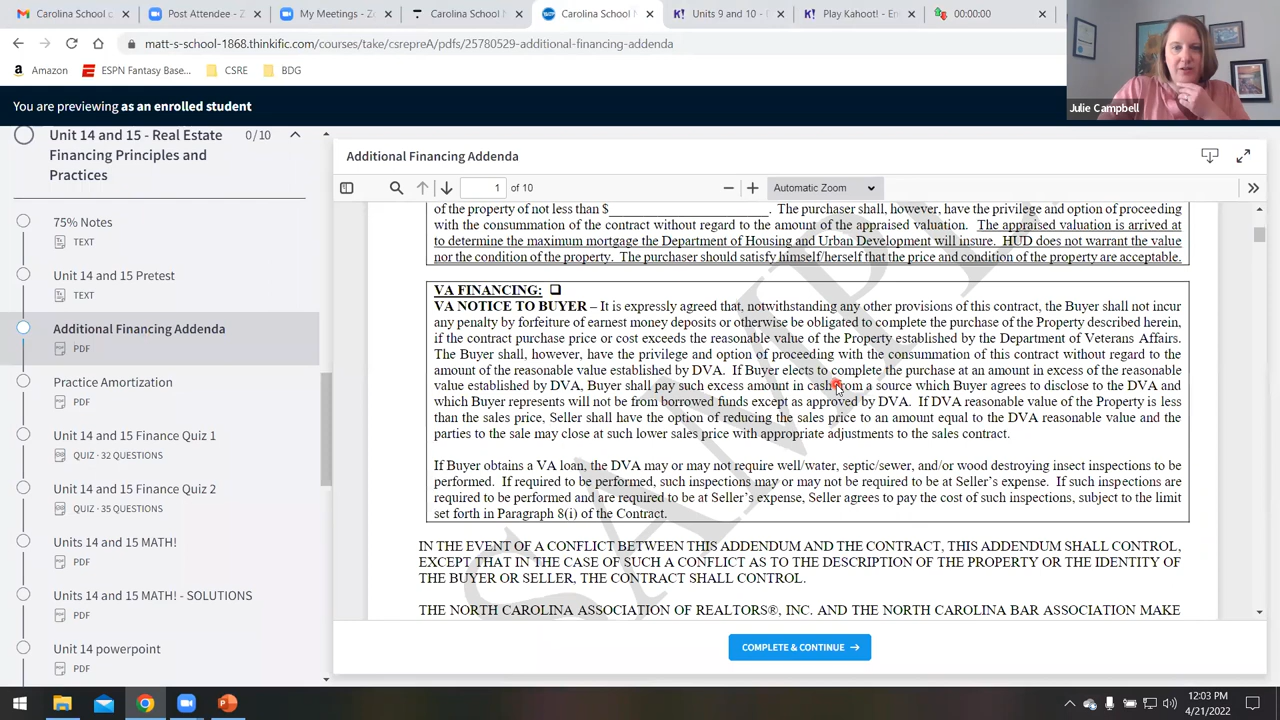 Carolina school c
Post Attendee - Z
My Meetings - Zo
Carolina School N
Carolina School N
Units 9 and 10 - D
Play Kahoot! - En
00:00:00
matt-s-school-1868.thinkific.com/courses/take/csrepreA/pdfs/25780529-additional-financing-addenda
Amazon
ESPN Fantasy Base...
CSRE
BDG
Julie Campbell
You are previewing as an enrolled student
Unit 14 and 15 - Real Estate
Financing Principles and
Practices
0/10
75% Notes
TEXT
Unit 14 and 15 Pretest
TEXT
Additional Financing Addenda
PDF
Practice Amortization
PDF
Unit 14 and 15 Finance Quiz 1
QUIZ · 32 QUESTIONS
Unit 14 and 15 Finance Quiz 2
QUIZ · 35 QUESTIONS
Units 14 and 15 MATH!
PDF
Units 14 and 15 MATH! - SOLUTIONS
PDF
Unit 14 powerpoint
PDF
Additional Financing Addenda
1 of 10
Automatic Zoom
of the property of not less than $____________________. The purchaser shall, however, have the privilege and option of proceeding
with the consummation of the contract without regard to the amount of the appraised valuation. The appraised valuation is arrived at
to determine the maximum mortgage the Department of Housing and Urban Development will insure. HUD does not warrant the value
nor the condition of the property. The purchaser should satisfy himself/herself that the price and condition of the property are acceptable.
VA FINANCING: ❑
VA NOTICE TO BUYER – It is expressly agreed that, notwithstanding any other provisions of this contract, the Buyer shall not incur
any penalty by forfeiture of earnest money deposits or otherwise be obligated to complete the purchase of the Property described herein,
if the contract purchase price or cost exceeds the reasonable value of the Property established by the Department of Veterans Affairs.
The Buyer shall, however, have the privilege and option of proceeding with the consummation of this contract without regard to the
amount of the reasonable value established by DVA. If Buyer elects to complete the purchase at an amount in excess of the reasonable
value established by DVA, Buyer shall pay such excess amount in cash from a source which Buyer agrees to disclose to the DVA and
which Buyer represents will not be from borrowed funds except as approved by DVA. If DVA reasonable value of the Property is less
than the sales price, Seller shall have the option of reducing the sales price to an amount equal to the DVA reasonable value and the
parties to the sale may close at such lower sales price with appropriate adjustments to the sales contract.
If Buyer obtains a VA loan, the DVA may or may not require well/water, septic/sewer, and/or wood destroying insect inspections to be
performed. If required to be performed, such inspections may or may not be required to be at Seller's expense. If such inspections are
required to be performed and are required to be at Seller's expense, Seller agrees to pay the cost of such inspections, subject to the limit
set forth in Paragraph 8(i) of the Contract.
IN THE EVENT OF A CONFLICT BETWEEN THIS ADDENDUM AND THE CONTRACT, THIS ADDENDUM SHALL CONTROL,
EXCEPT THAT IN THE CASE OF SUCH A CONFLICT AS TO THE DESCRIPTION OF THE PROPERTY OR THE IDENTITY OF
THE BUYER OR SELLER, THE CONTRACT SHALL CONTROL.
THE NORTH CAROLINA ASSOCIATION OF REALTORS®, INC. AND THE NORTH CAROLINA BAR ASSOCIATION MAKE
SAMPL
COMPLETE & CONTINUE →
12:03 PM
4/21/2022